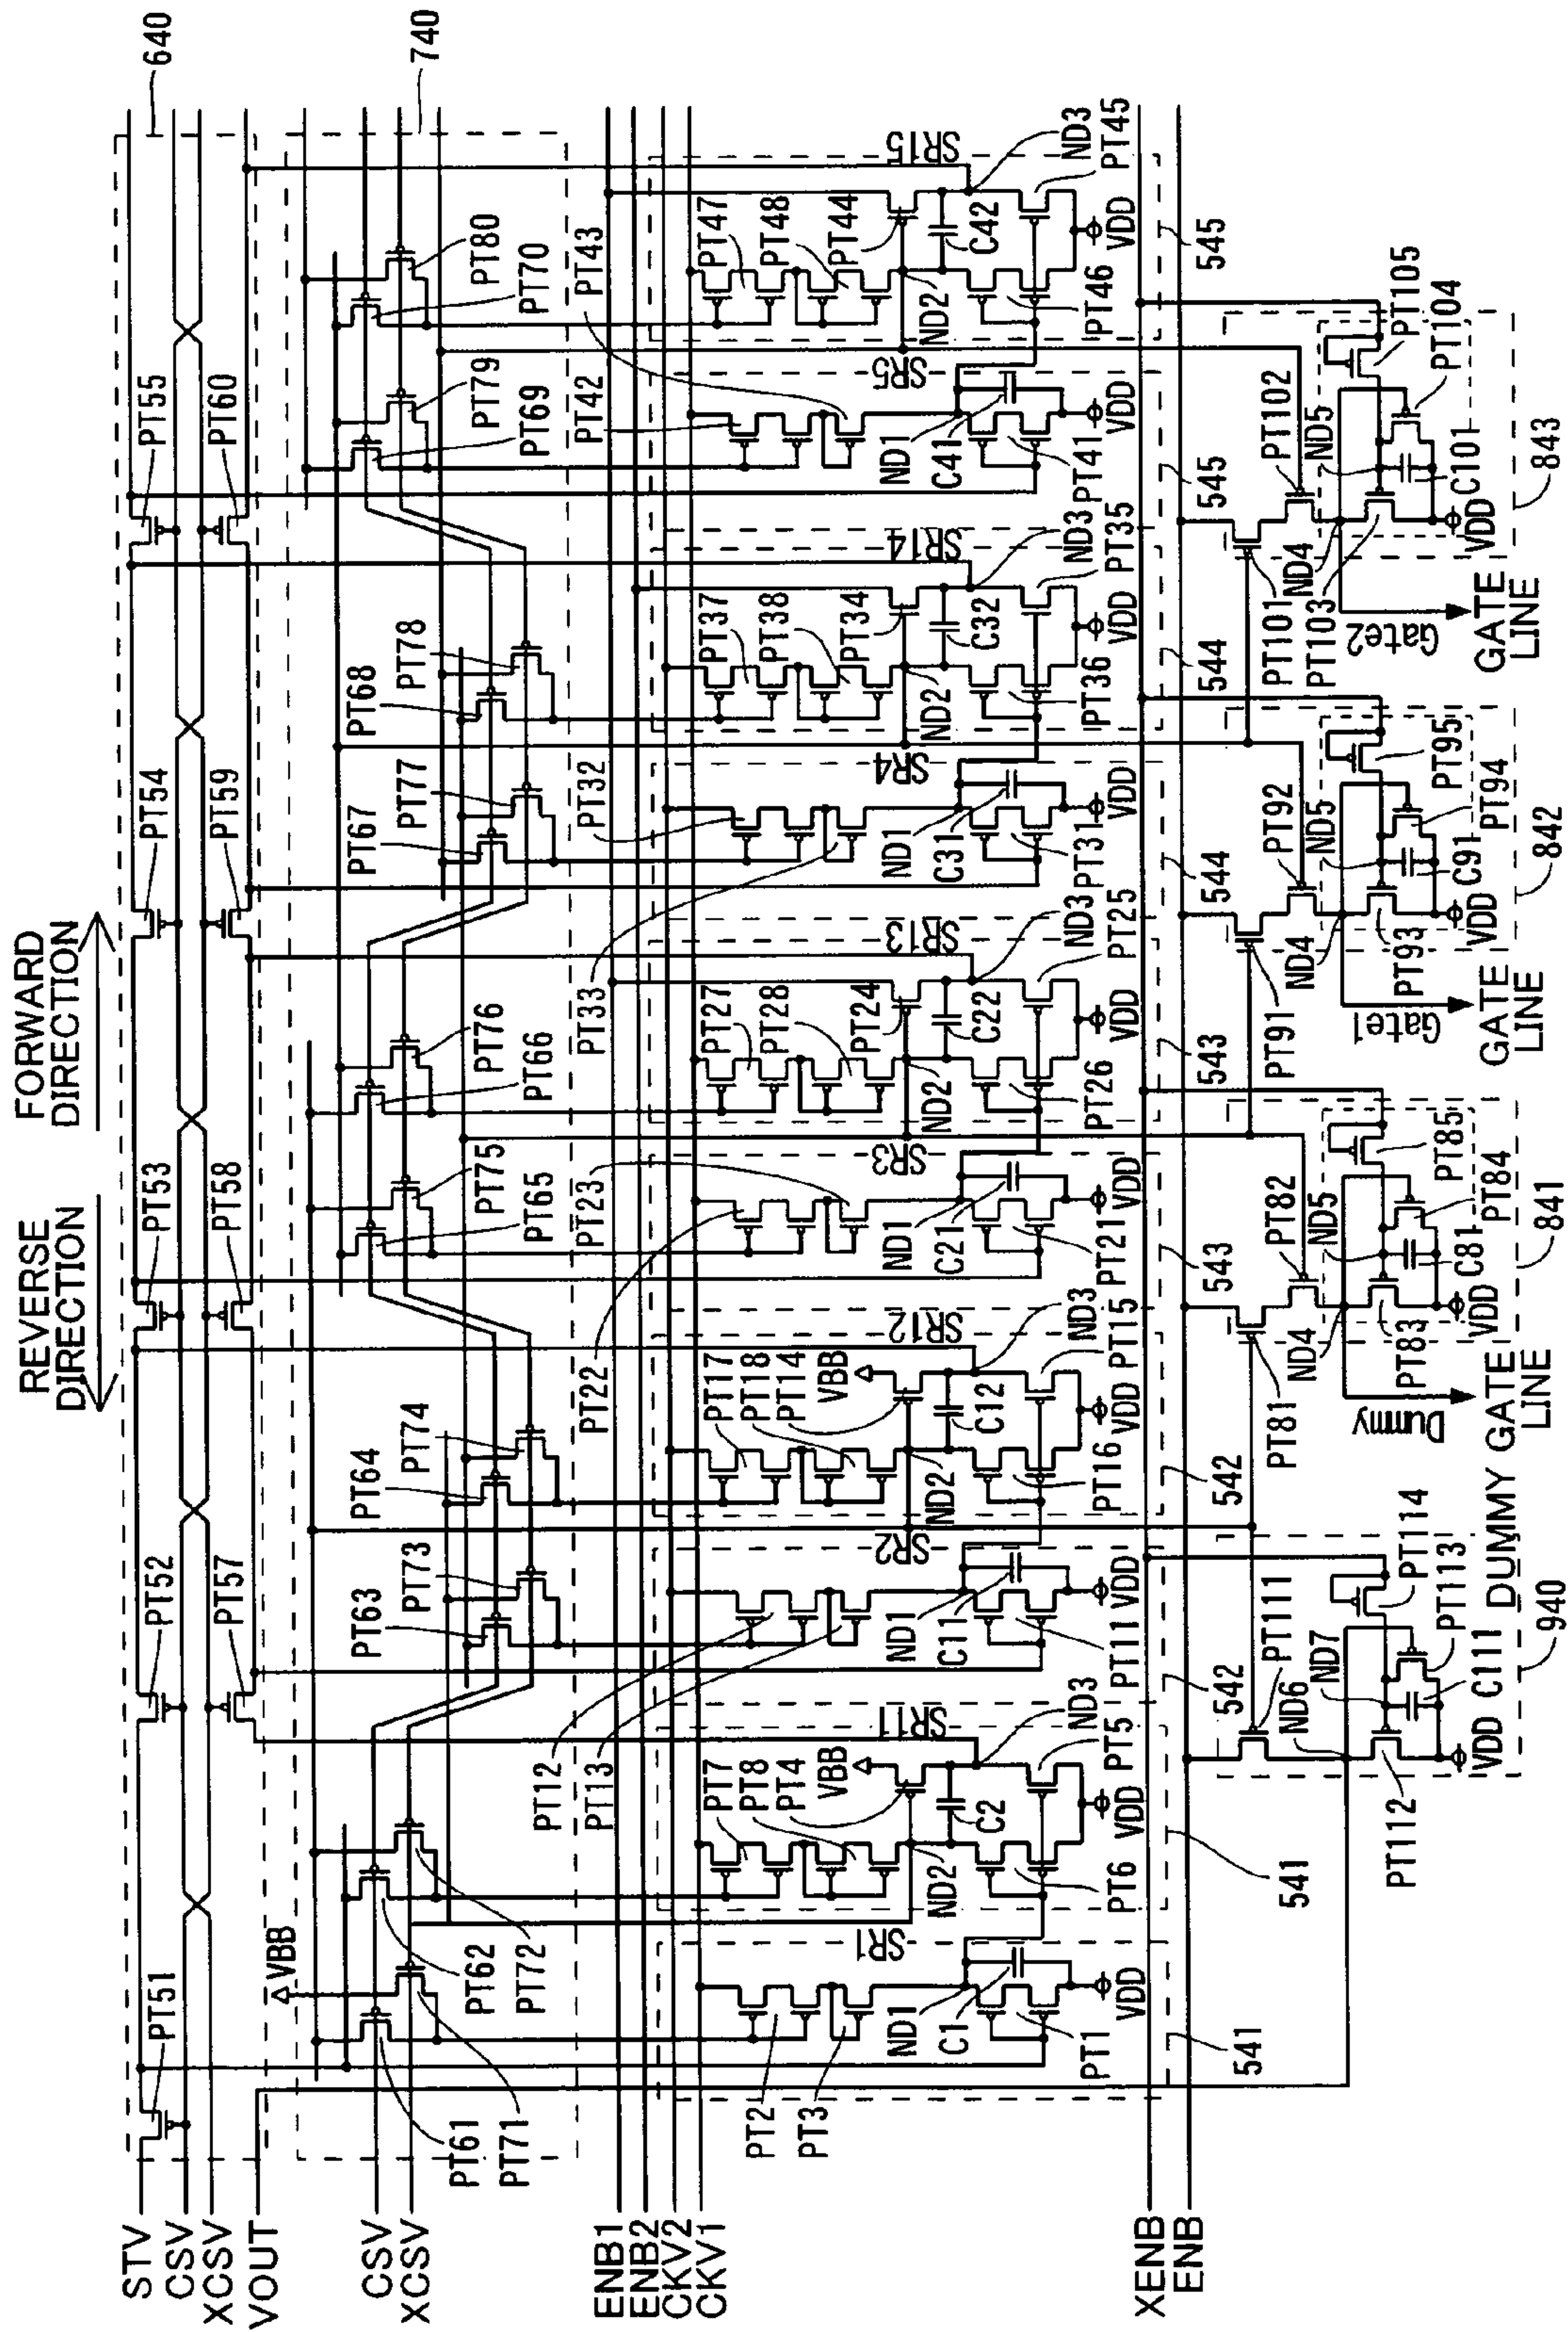 FORWARD
DIRECTION
REVERSE
DIRECTION
640
740
STV
CSV
XCSV
VOUT
CSV
XCSV
ENB1
ENB2
CKV2
CKV1
XENB
ENB
PT51
PT52
PT53
PT54
PT55
PT57
PT58
PT59
PT60
VBB
PT61
PT71
PT62
PT72
PT63
PT73
PT64
PT74
PT65
PT75
PT66
PT76
PT67
PT77
PT68
PT78
PT69
PT79
PT70
PT80
PT2
PT3
ND1
C1
PT1
VDD
541
SR1
PT7
PT8
PT4
VBB
ND2
C2
PT6
PT5
ND3
VDD
541
SR11
PT12
PT13
ND1
C11
PT11
VDD
542
SR2
PT17
PT18
PT14
VBB
ND2
C12
PT16
PT15
ND3
VDD
542
SR12
PT22
PT23
ND1
C21
PT21
VDD
543
SR3
PT27
PT28
PT24
ND2
C22
PT26
PT25
ND3
VDD
543
SR13
PT32
PT33
ND1
C31
PT31
VDD
544
SR4
PT37
PT38
PT34
ND2
C32
PT36
PT35
ND3
VDD
544
SR14
PT42
PT43
ND1
C41
PT41
VDD
545
SR5
PT47
PT48
PT44
ND2
C42
PT46
PT45
ND3
VDD
545
SR15
PT111
ND6
ND7
PT112
PT113
PT114
C111
VDD
940
PT81
PT82
ND4
ND5
PT83
PT84
PT85
C81
VDD
841
Dummy
DUMMY GATE
LINE
PT91
PT92
ND4
ND5
PT93
PT94
PT95
C91
VDD
842
Gate1
GATE
LINE
PT101
PT102
ND4
ND5
PT103
PT104
PT105
C101
VDD
843
Gate2
GATE
LINE